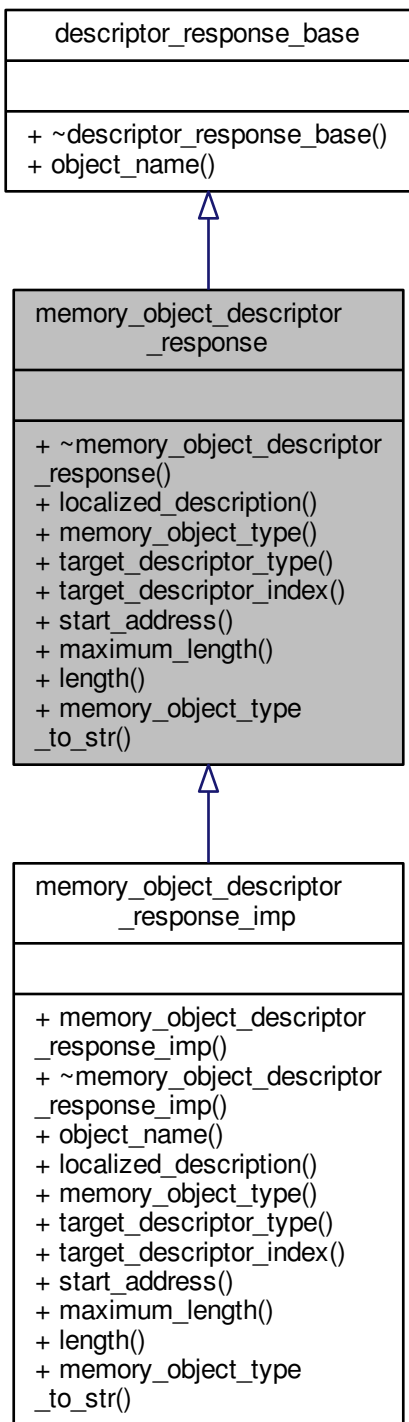 descriptor_response_base
+ ~descriptor_response_base()
+ object_name()
memory_object_descriptor
_response
+ ~memory_object_descriptor
_response()
+ localized_description()
+ memory_object_type()
+ target_descriptor_type()
+ target_descriptor_index()
+ start_address()
+ maximum_length()
+ length()
+ memory_object_type
_to_str()
memory_object_descriptor
_response_imp
+ memory_object_descriptor
_response_imp()
+ ~memory_object_descriptor
_response_imp()
+ object_name()
+ localized_description()
+ memory_object_type()
+ target_descriptor_type()
+ target_descriptor_index()
+ start_address()
+ maximum_length()
+ length()
+ memory_object_type
_to_str()